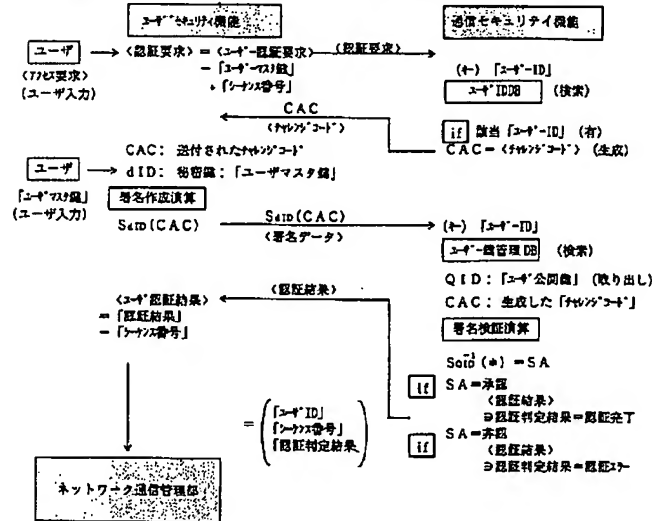 ユーザセキュリティ機能
通信セキュリティ機能
ユーザ
〈アクセス要求〉
(ユーザ入力)
〈認証要求〉=〈ユーザー認証要求〉
-「ユーザーマスタ鍵」
+「シーケンス番号」
〈認証要求〉
(キー)「ユーザーID」
ユーザIDDB (検索)
CAC
〈チャレンジコード〉
if 該当「ユーザーID」(有)
CAC=〈チャレンジコード〉(生成)
CAC: 送付されたチャレンジコード
ユーザ
dID: 秘密鍵:「ユーザマスタ鍵」
「ユーザマスタ鍵」
(ユーザ入力)
署名作成演算
SdID(CAC)
SdID(CAC)
〈署名データ〉
(キー)「ユーザーID」
ユーザー鍵管理DB (検索)
QID:「ユーザ公開鍵」(取り出し)
CAC: 生成した「チャレンジコード」
署名検証演算
〈認証結果〉
〈ユーザ認証結果〉
=「認証結果」
-「シーケンス番号」
(*)=SA
if SA=承認
〈認証結果〉
∋認証判定結果=認証完了
if SA=非認
〈認証結果〉
∋認証判定結果=認証エラー
=
「ユーザID」
「シーケンス番号」
「認証判定結果
ネットワーク通信管理部